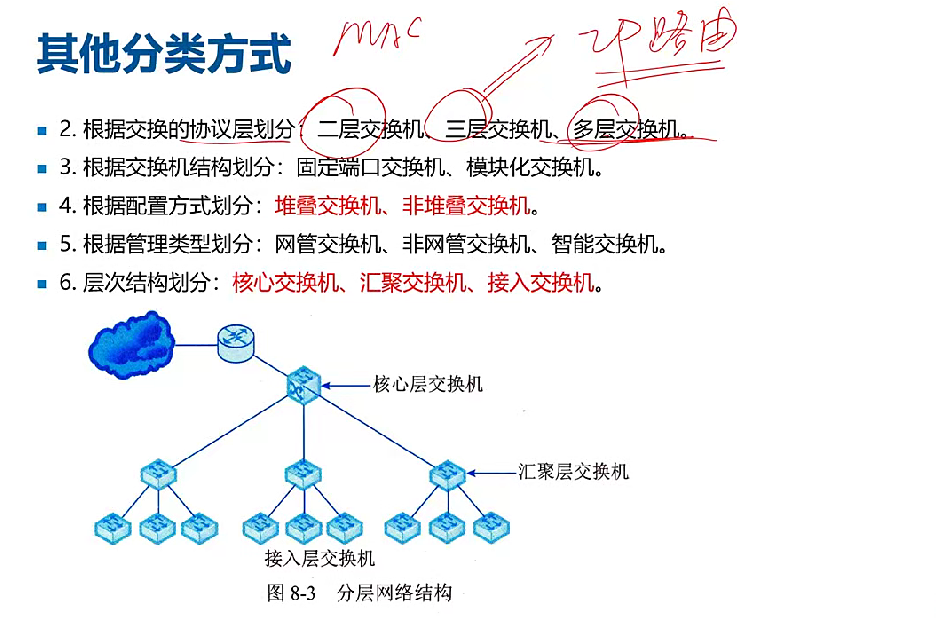 其他分类方式
MAC
IP路由
2. 根据交换的协议层划分：二层交换机、三层交换机、多层交换机。
3. 根据交换机结构划分：固定端口交换机、模块化交换机。
4. 根据配置方式划分：堆叠交换机、非堆叠交换机。
5. 根据管理类型划分：网管交换机、非网管交换机、智能交换机。
6. 层次结构划分：核心交换机、汇聚交换机、接入交换机。
核心层交换机
汇聚层交换机
接入层交换机
图 8-3 分层网络结构